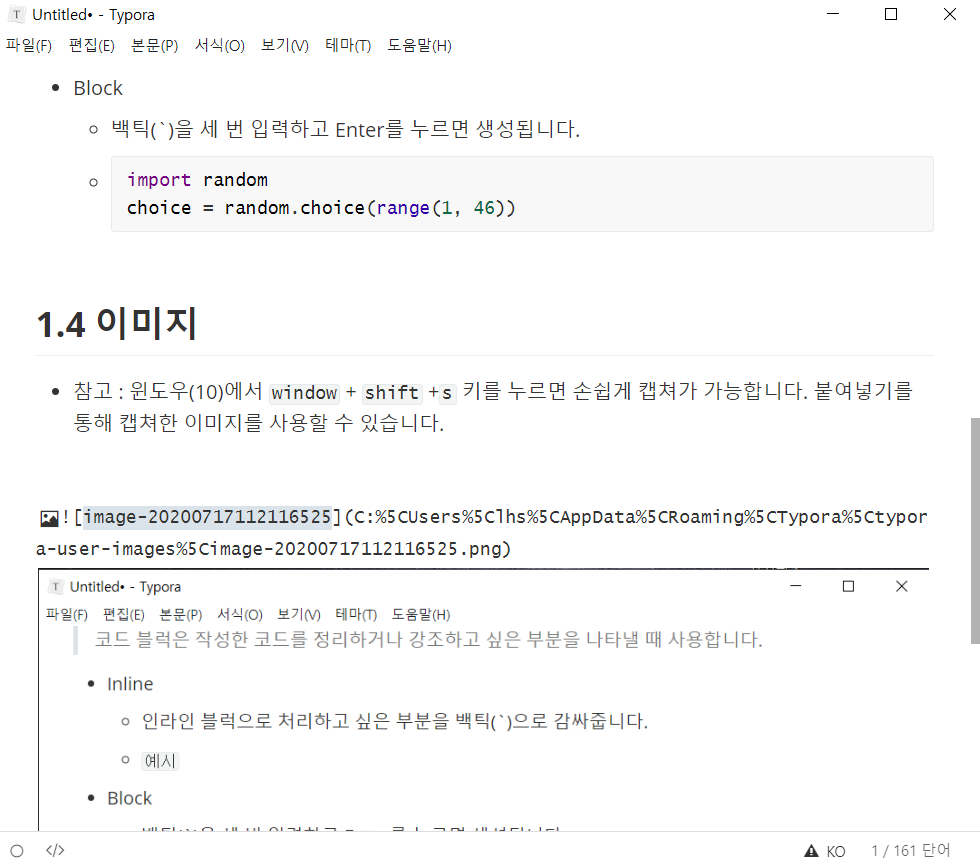 Untitled• - Typora
파일(F) 편집(E) 본문(P) 서식(O) 보기(V) 테마(T) 도움말(H)
Block
백틱(`)을 세 번 입력하고 Enter를 누르면 생성됩니다.
import random
choice = random.choice(range(1, 46))
1.4 이미지
참고 : 윈도우(10)에서 window + shift +s 키를 누르면 손쉽게 캡쳐가 가능합니다. 붙여넣기를
통해 캡쳐한 이미지를 사용할 수 있습니다.
![image-20200717112116525](C:%5CUsers%5Clhs%5CAppData%5CRoaming%5CTypora%5Ctypor
a-user-images%5Cimage-20200717112116525.png)
Untitled• - Typora
파일(F) 편집(E) 본문(P) 서식(O) 보기(V) 테마(T) 도움말(H)
코드 블럭은 작성한 코드를 정리하거나 강조하고 싶은 부분을 나타낼 때 사용합니다.
Inline
인라인 블럭으로 처리하고 싶은 부분을 백틱(`)으로 감싸줍니다.
예시
Block
</> KO 1 / 161 단어